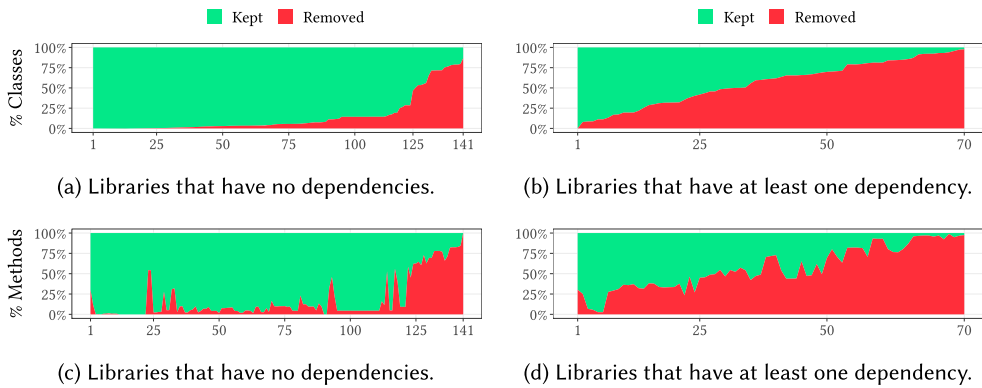 Kept Removed
Kept Removed
% Classes
100%
75%
50%
25%
0%
1 25 50 75 100 125 141
1 25 50 70
100%
75%
50%
25%
0%
(a) Libraries that have no dependencies.
(b) Libraries that have at least one dependency.
% Methods
100%
75%
50%
25%
0%
1 25 50 75 100 125 141
100%
75%
50%
25%
0%
1 25 50 70
(c) Libraries that have no dependencies.
(d) Libraries that have at least one dependency.